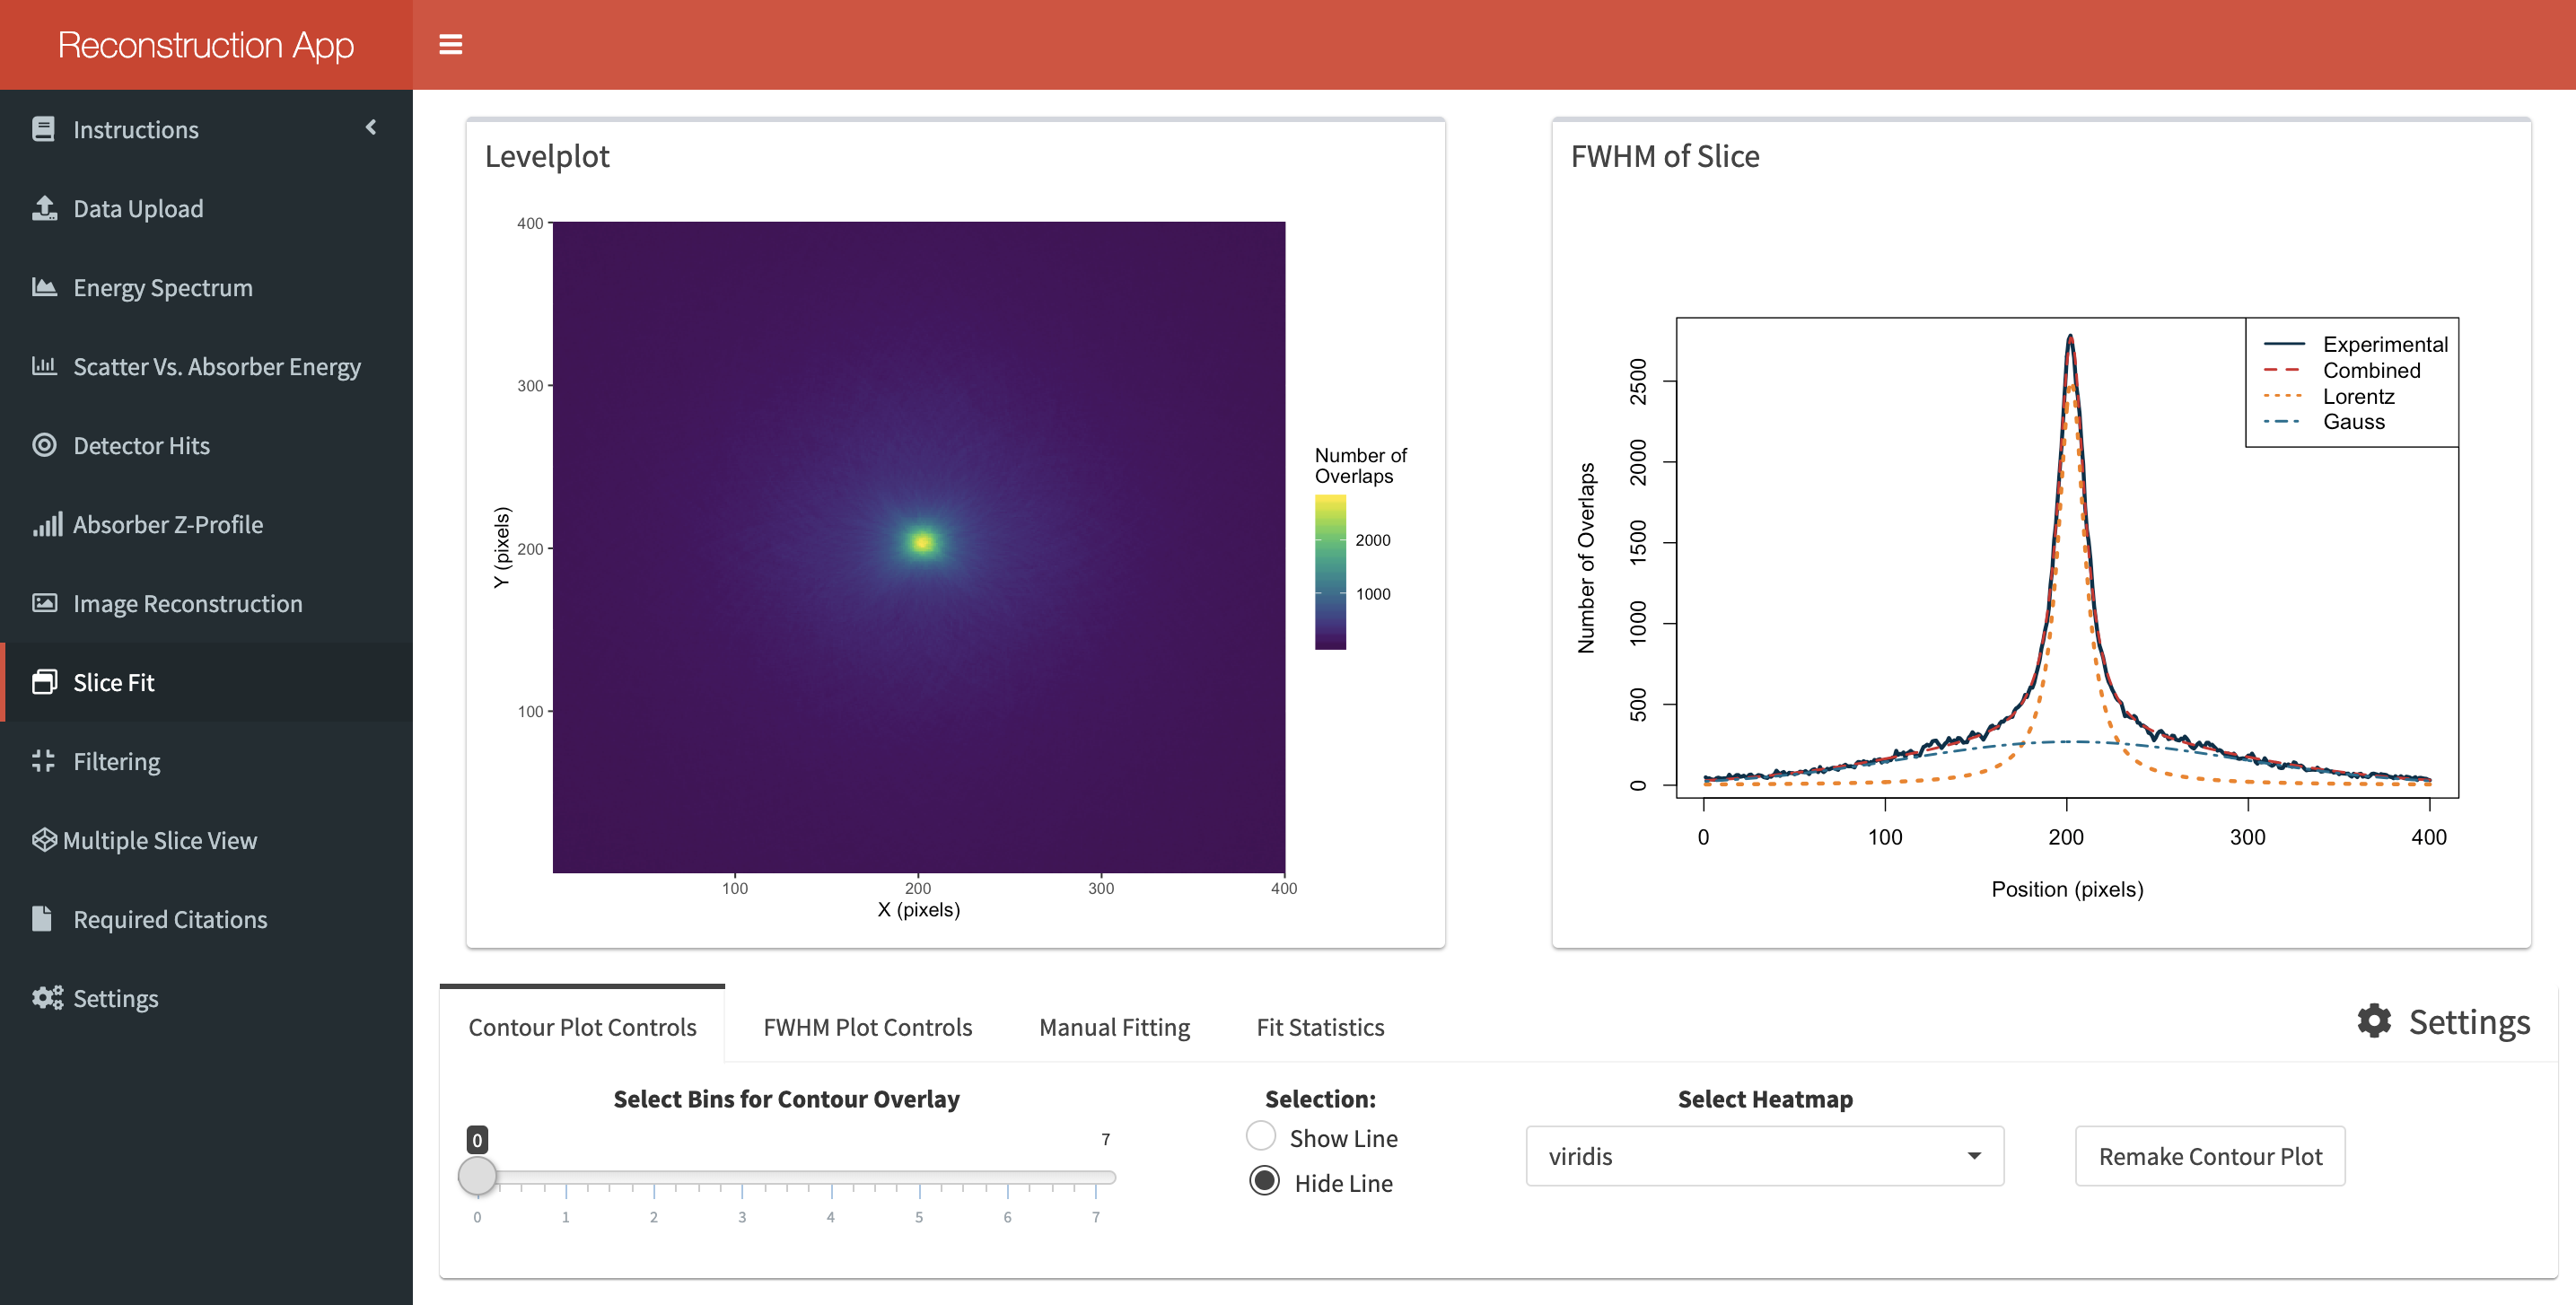 Reconstruction App
Instructions
Data Upload
Energy Spectrum
Scatter Vs. Absorber Energy
Detector Hits
Absorber Z-Profile
Image Reconstruction
Slice Fit
Filtering
Multiple Slice View
Required Citations
Settings
Levelplot
400
300
200
100
Y (pixels)
100 200 300 400
X (pixels)
Number of
Overlaps
2000
1000
FWHM of Slice
Number of Overlaps
2500
2000
1500
1000
500
0
Experimental
Combined
Lorentz
Gauss
0 100 200 300 400
Position (pixels)
Contour Plot Controls FWHM Plot Controls Manual Fitting Fit Statistics Settings
Select Bins for Contour Overlay
0 7
0 1 2 3 4 5 6 7
Selection:
Show Line
Hide Line
Select Heatmap
viridis
Remake Contour Plot